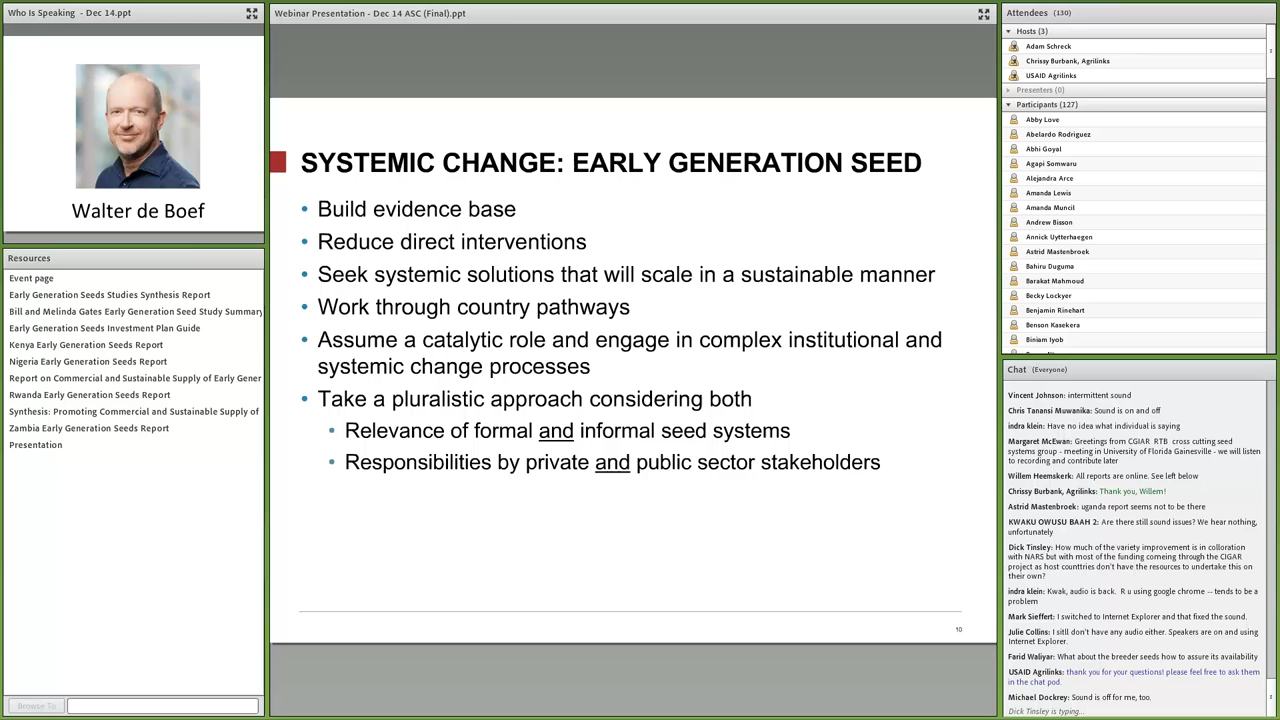 Who Is Speaking - Dec 14.ppt
Walter de Boef
Resources
Event page
Early Generation Seeds Studies Synthesis Report
Bill and Melinda Gates Early Generation Seed Study Summary
Early Generation Seeds Investment Plan Guide
Kenya Early Generation Seeds Report
Nigeria Early Generation Seeds Report
Report on Commercial and Sustainable Supply of Early Gener
Rwanda Early Generation Seeds Report
Synthesis: Promoting Commercial and Sustainable Supply of
Zambia Early Generation Seeds Report
Presentation
Browse To
Webinar Presentation - Dec 14 ASC (Final).ppt
SYSTEMIC CHANGE: EARLY GENERATION SEED
• Build evidence base
• Reduce direct interventions
• Seek systemic solutions that will scale in a sustainable manner
• Work through country pathways
• Assume a catalytic role and engage in complex institutional and
systemic change processes
• Take a pluralistic approach considering both
• Relevance of formal and informal seed systems
• Responsibilities by private and public sector stakeholders
10
Attendees (130)
Hosts (3)
Adam Schreck
Chrissy Burbank, Agrilinks
USAID Agrilinks
Presenters (0)
Participants (127)
Abby Love
Abelardo Rodriguez
Abhi Goyal
Agapi Somwaru
Alejandra Arce
Amanda Lewis
Amanda Muncil
Andrew Bisson
Annick Uytterhaegen
Astrid Mastenbroek
Bahiru Duguma
Barakat Mahmoud
Becky Lockyer
Benjamin Rinehart
Benson Kasekera
Biniam Iyob
Chat (Everyone)
Vincent Johnson: intermittent sound
Chris Tanansi Muwanika: Sound is on and off
indra klein: Have no idea what individual is saying
Margaret McEwan: Greetings from CGIAR RTB cross cutting seed
systems group - meeting in University of Florida Gainesville - we will listen
to recording and contribute later
Willem Heemskerk: All reports are online. See left below
Chrissy Burbank, Agrilinks: Thank you, Willem!
Astrid Mastenbroek: uganda report seems not to be there
KWAKU OWUSU BAAH 2: Are there still sound issues? We hear nothing,
unfortunately
Dick Tinsley: How much of the variety improvement is in colloration
with NARS but with most of the funding comeing through the CIGAR
project as host countries don't have the resources to undertake this on
their own?
indra klein: Kwak, audio is back. R u using google chrome -- tends to be a
problem
Mark Sieffert: I switched to Internet Explorer and that fixed the sound.
Julie Collins: I sitll don't have any audio either. Speakers are on and using
Internet Explorer.
Farid Waliyar: What about the breeder seeds how to assure its availability
USAID Agrilinks: thank you for your questions! please feel free to ask them
in the chat pod.
Michael Dockrey: Sound is off for me, too.
Dick Tinsley is typing...